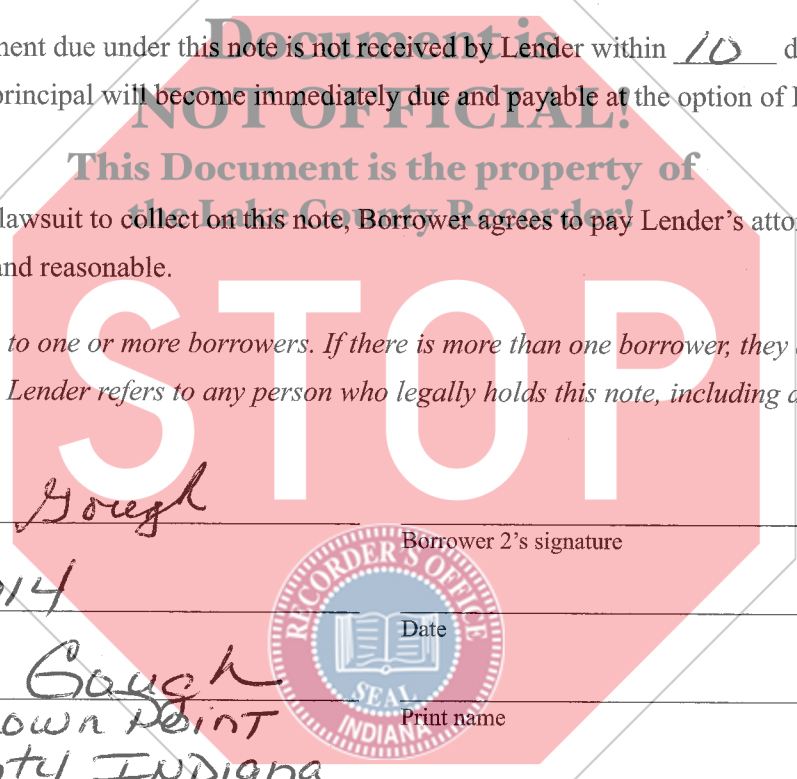 Document is
ment due under this note is not received by Lender within 10 d
NOT OFFICIAL!
principal will become immediately due and payable at the option of L
This Document is the property of
the Lake County Recorder!
lawsuit to collect on this note, Borrower agrees to pay Lender's attor
and reasonable.
STOP
to one or more borrowers. If there is more than one borrower, they
Lender refers to any person who legally holds this note, including a
Gough
Borrower 2's signature
RECORDER'S OFFICE
014
Date
Gough
SEAL
Print name
own Point
INDIANA
nty INDIANA